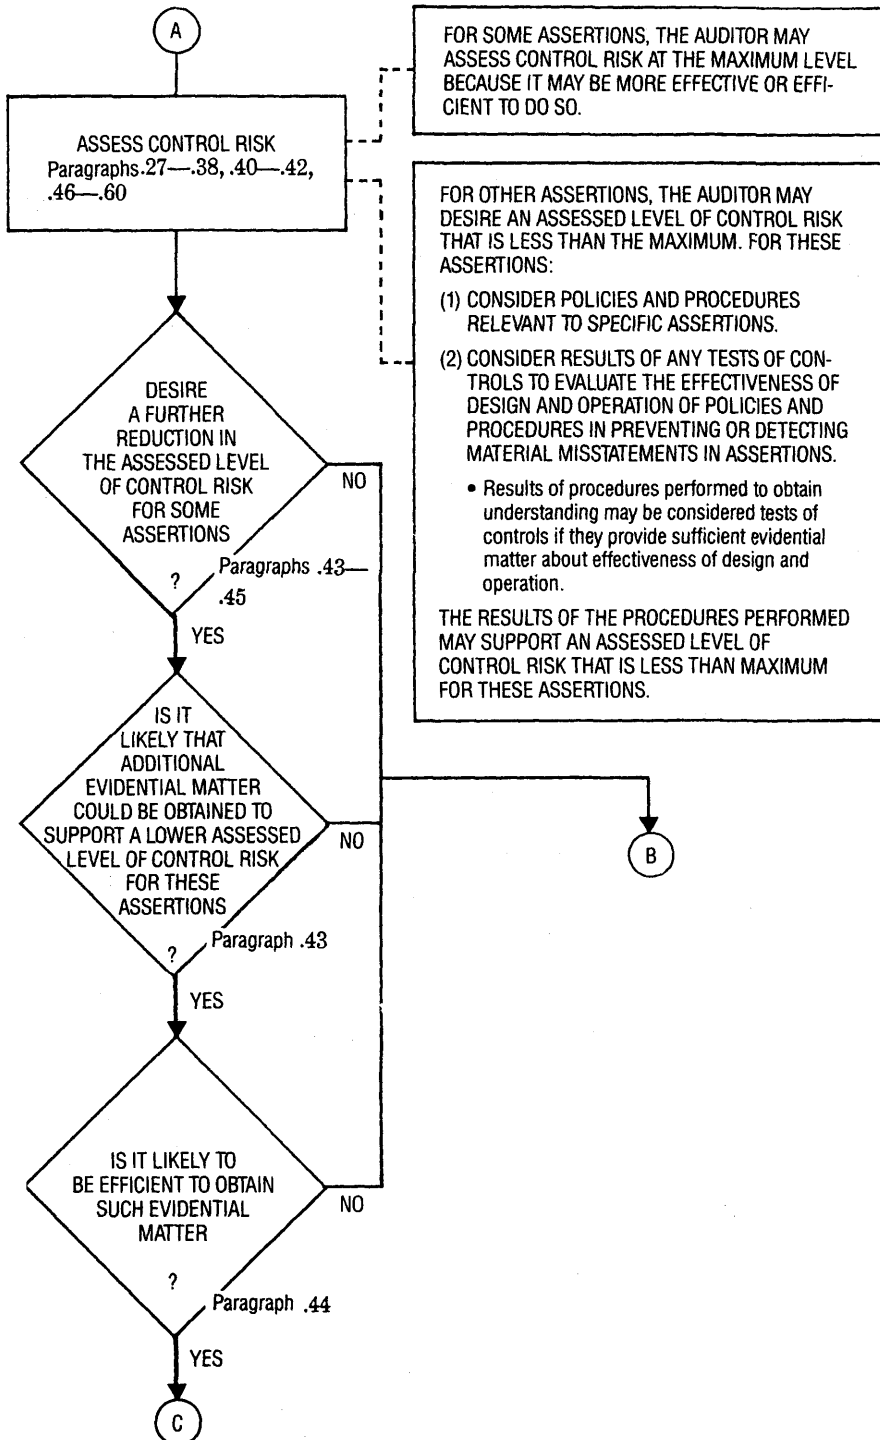 A
ASSESS CONTROL RISK
Paragraphs .27—.38, .40—.42,
.46—.60
FOR SOME ASSERTIONS, THE AUDITOR MAY
ASSESS CONTROL RISK AT THE MAXIMUM LEVEL
BECAUSE IT MAY BE MORE EFFECTIVE OR EFFI-
CIENT TO DO SO.
FOR OTHER ASSERTIONS, THE AUDITOR MAY
DESIRE AN ASSESSED LEVEL OF CONTROL RISK
THAT IS LESS THAN THE MAXIMUM. FOR THESE
ASSERTIONS:
(1) CONSIDER POLICIES AND PROCEDURES
RELEVANT TO SPECIFIC ASSERTIONS.
(2) CONSIDER RESULTS OF ANY TESTS OF CON-
TROLS TO EVALUATE THE EFFECTIVENESS OF
DESIGN AND OPERATION OF POLICIES AND
PROCEDURES IN PREVENTING OR DETECTING
MATERIAL MISSTATEMENTS IN ASSERTIONS.
• Results of procedures performed to obtain
understanding may be considered tests of
controls if they provide sufficient evidential
matter about effectiveness of design and
operation.
THE RESULTS OF THE PROCEDURES PERFORMED
MAY SUPPORT AN ASSESSED LEVEL OF
CONTROL RISK THAT IS LESS THAN MAXIMUM
FOR THESE ASSERTIONS.
DESIRE
A FURTHER
REDUCTION IN
THE ASSESSED LEVEL
OF CONTROL RISK
FOR SOME
ASSERTIONS
?
NO
Paragraphs .43—
.45
YES
IS IT
LIKELY THAT
ADDITIONAL
EVIDENTIAL MATTER
COULD BE OBTAINED TO
SUPPORT A LOWER ASSESSED
LEVEL OF CONTROL RISK
FOR THESE
ASSERTIONS
?
NO
B
Paragraph .43
YES
IS IT LIKELY TO
BE EFFICIENT TO OBTAIN
SUCH EVIDENTIAL
MATTER
?
NO
Paragraph .44
YES
C